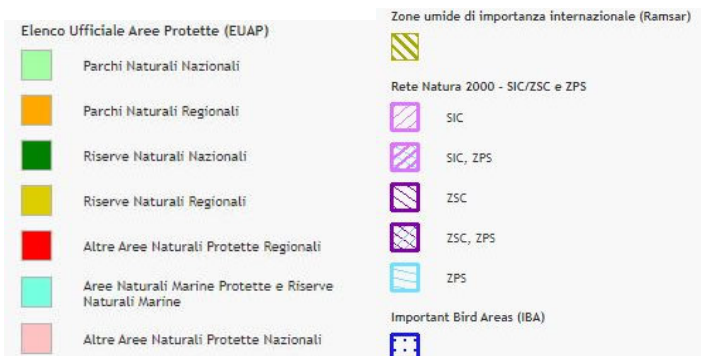 Elenco Ufficiale Aree Protette (EUAP)
Parchi Naturali Nazionali
Parchi Naturali Regionali
Riserve Naturali Nazionali
Riserve Naturali Regionali
Altre Aree Naturali Protette Regionali
Aree Naturali Marine Protette e Riserve
Naturali Marine
Altre Aree Naturali Protette Nazionali
Zone umide di importanza internazionale (Ramsar)
Rete Natura 2000 - SIC/ZSC e ZPS
SIC
SIC, ZPS
ZSC
ZSC, ZPS
ZPS
Important Bird Areas (IBA)